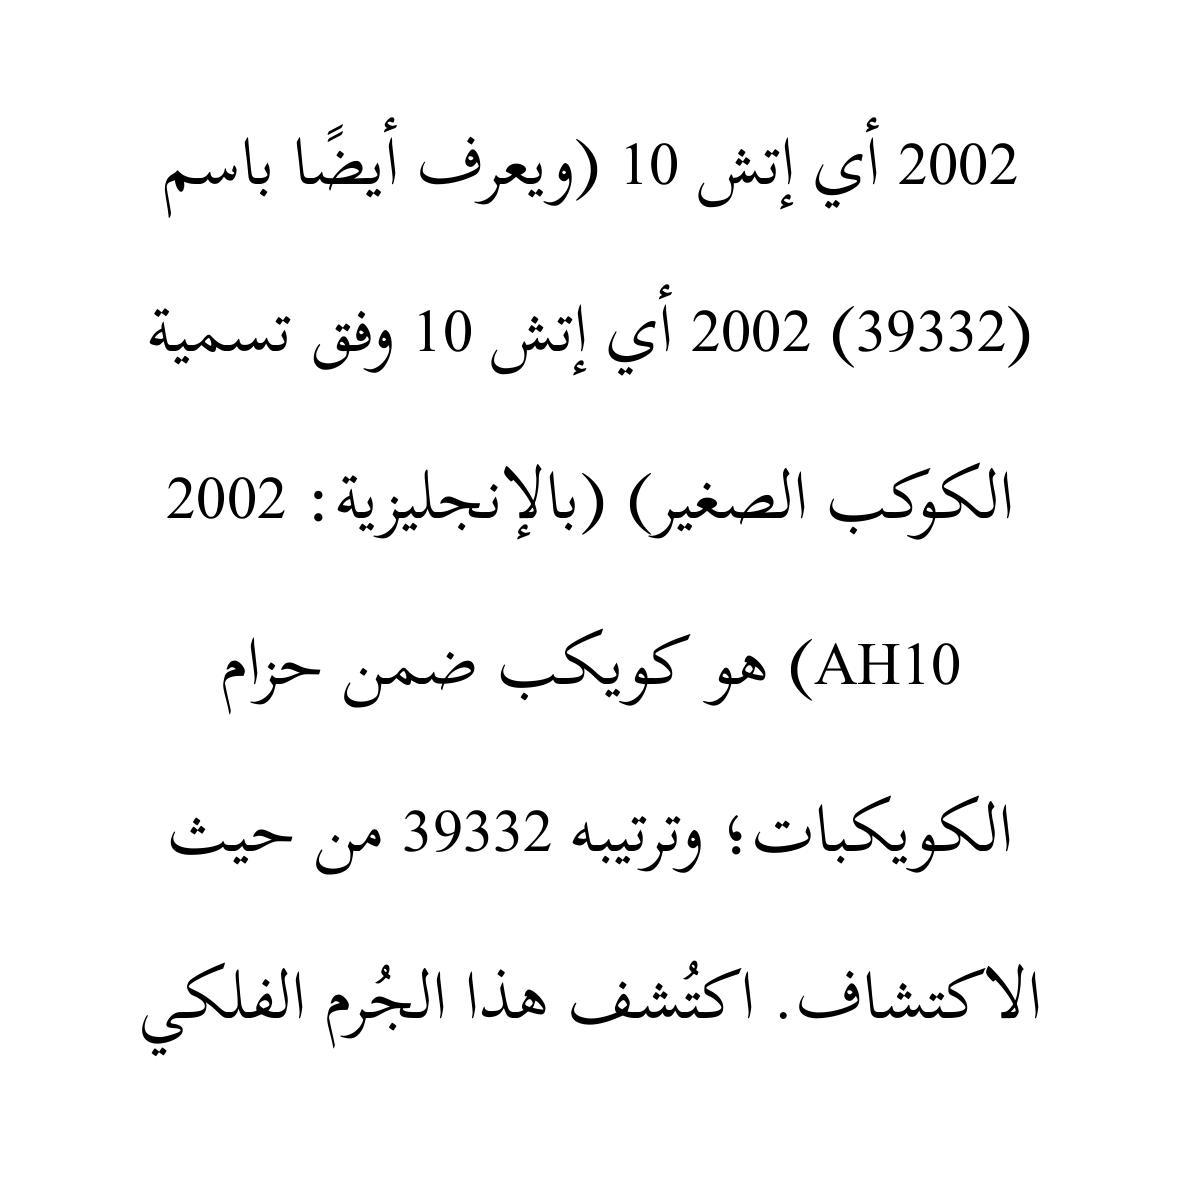 2002 أي إتش 10 (ويعرف أيضًا باسم
(39332) 2002 أي إتش 10 وفق تسمية
الكوكب الصغير) (بالإنجليزية: 2002
AH10) هو كويكب ضمن حزام
الكويكبات؛ وترتيبه 39332 من حيث
الاكتشاف. اكتُشف هذا الجُرم الفلكي